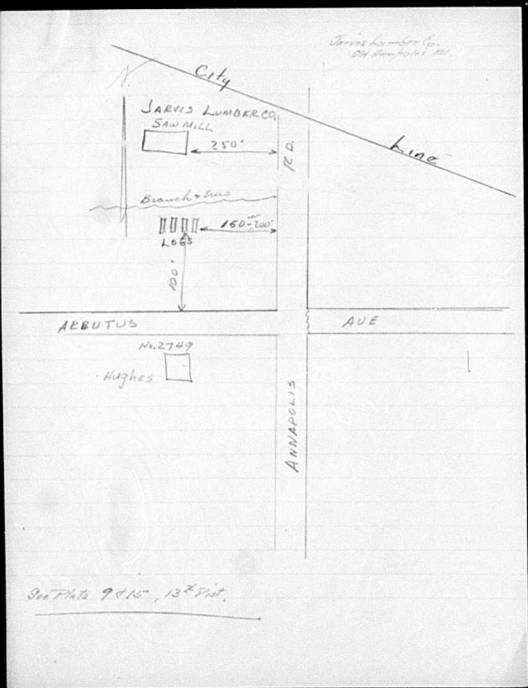 Jarvis Lumber Co.
Old Annapolis Rd.
N.
City Line
JARVIS LUMBER CO.
SAW MILL
250'
RD.
Branch & trees
150-200'
LOGS
100'
ARBUTUS AVE
No. 2749
Hughes
ANNAPOLIS
See Plats 9 & 15, 13th Dist.